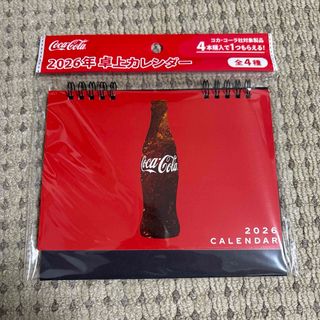 Coca-Cola
コカ・コーラ社対象製品
4本購入で1つもらえる!
2026年 卓上カレンダー
全4種
Coca-Cola
2026
CALENDAR